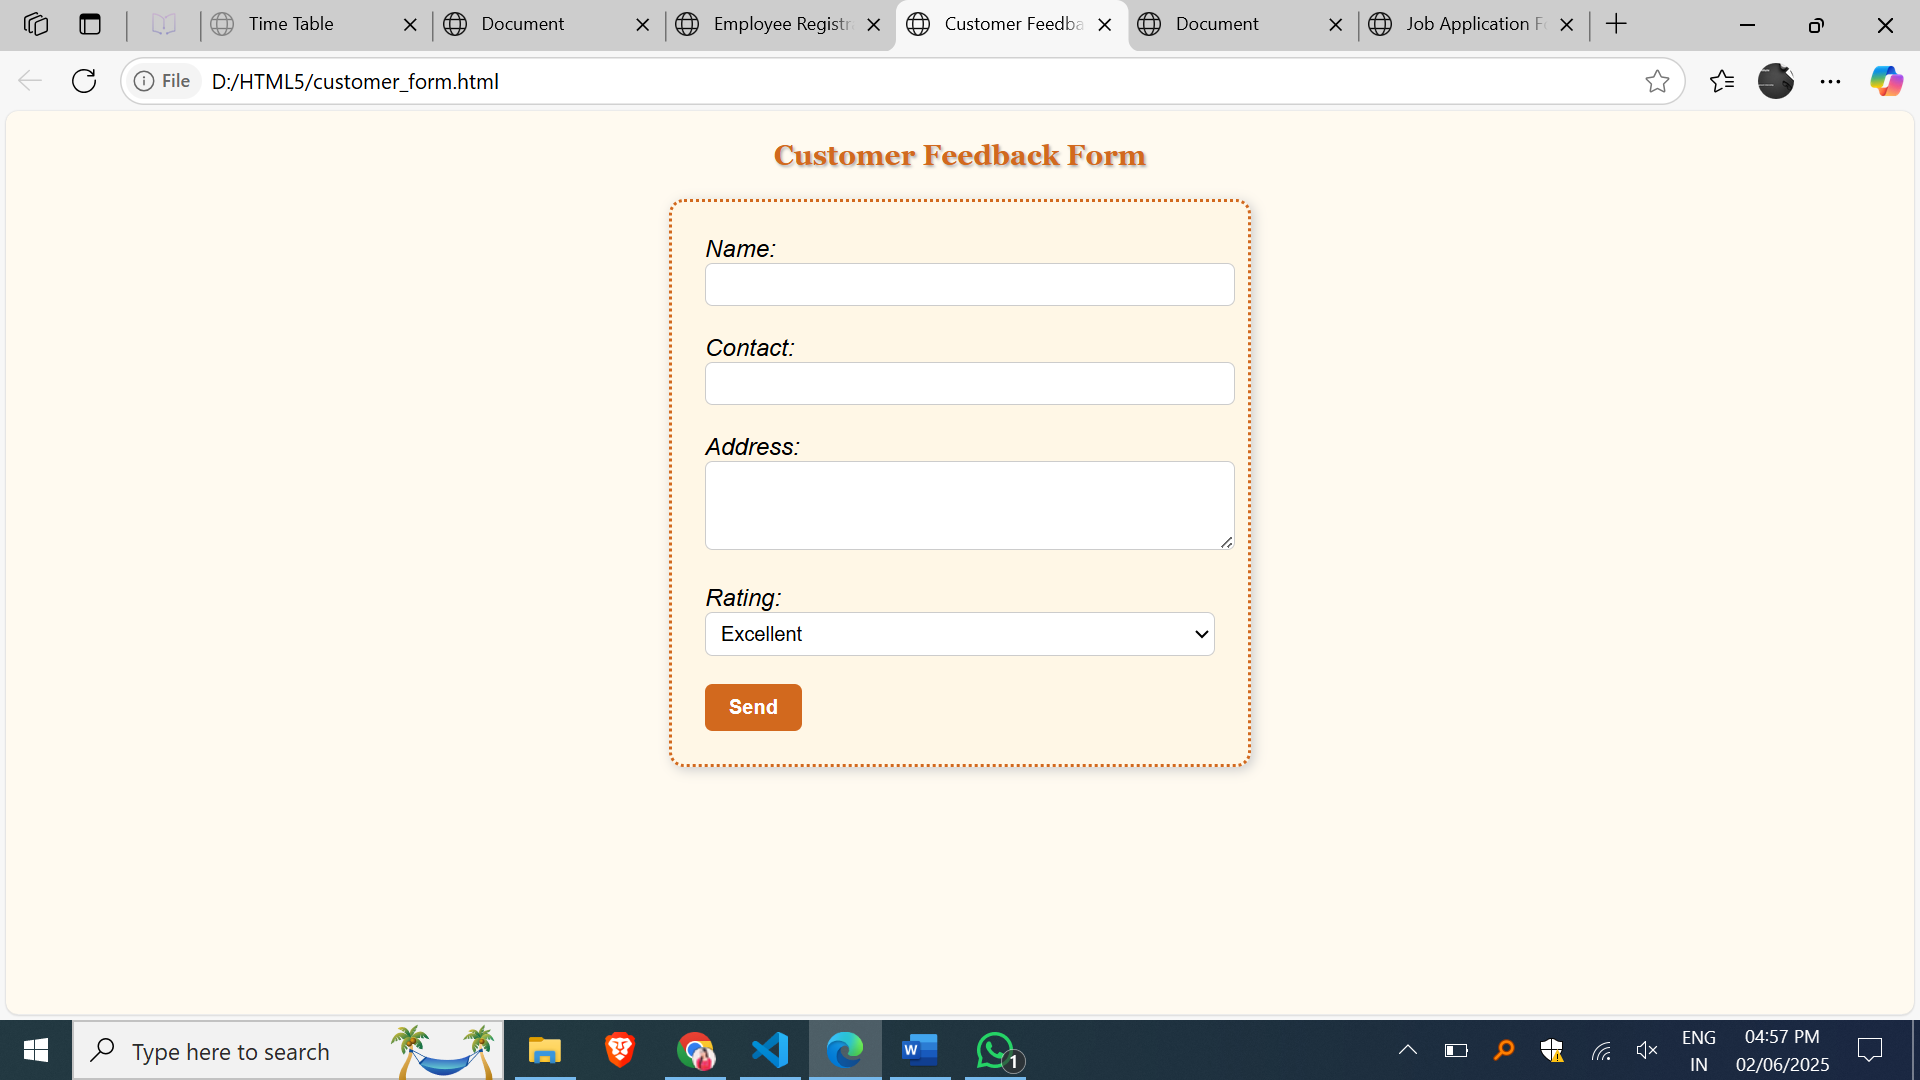 Time Table
Document
Employee Registr
Customer Feedba
Document
Job Application F
File
D:/HTML5/customer_form.html
Customer Feedback Form
Name:
Contact:
Address:
Rating:
Excellent
Send
Type here to search
W
1
ENG
IN
04:57 PM
02/06/2025